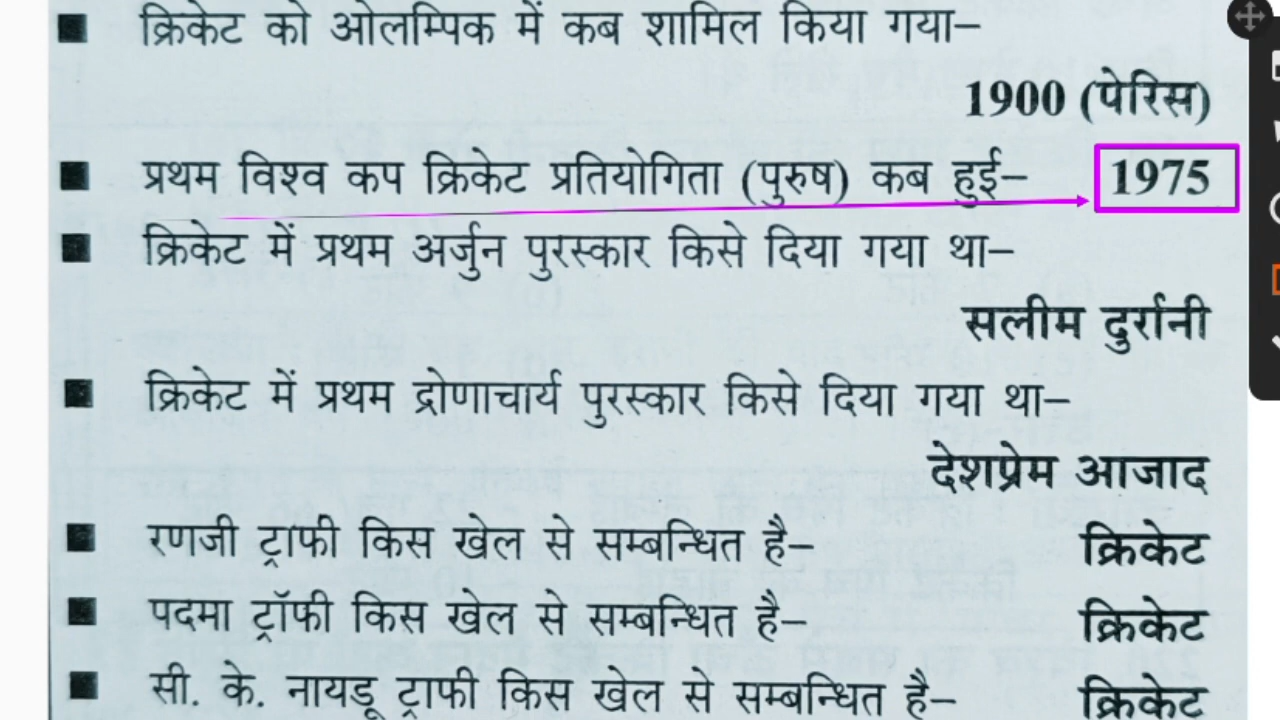 ■ क्रिकेट को ओलम्पिक में कब शामिल किया गया–
1900 (पेरिस)
■ प्रथम विश्व कप क्रिकेट प्रतियोगिता (पुरुष) कब हुई– 1975
■ क्रिकेट में प्रथम अर्जुन पुरस्कार किसे दिया गया था–
सलीम दुर्रानी
■ क्रिकेट में प्रथम द्रोणाचार्य पुरस्कार किसे दिया गया था–
देशप्रेम आजाद
■ रणजी ट्राफी किस खेल से सम्बन्धित है– क्रिकेट
■ पदमा ट्रॉफी किस खेल से सम्बन्धित है– क्रिकेट
■ सी. के. नायडू ट्राफी किस खेल से सम्बन्धित है– क्रिकेट